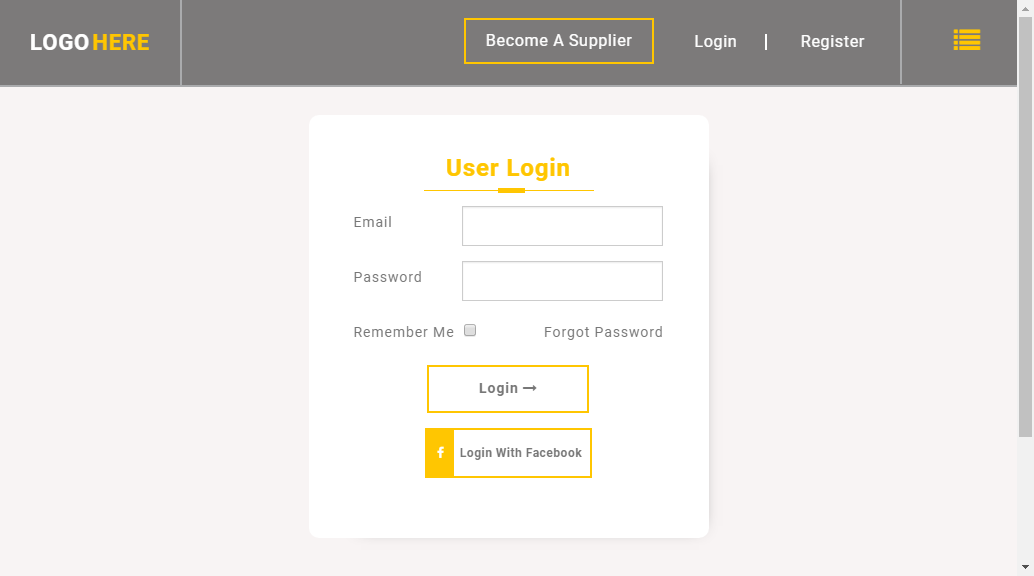 LOGO HERE
Become A Supplier
Login
Register
User Login
Email
Password
Remember Me
Forgot Password
Login
Login With Facebook